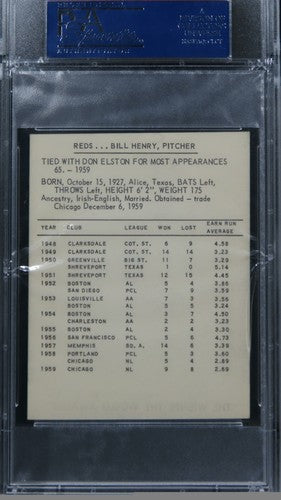 PSA
REDS...BILL HENRY, PITCHER
TIED WITH DON ELSTON FOR MOST APPEARANCES
65. - 1959
BORN, October 15, 1927, Alice, Texas, BATS Left,
THROWS Left, HEIGHT 6' 2", WEIGHT 175
Ancestry, Irish-English, Married. Obtained - trade
Chicago December 6, 1959
YEAR CLUB LEAGUE WON LOST EARN RUN AVERAGE
1948 CLARKSDALE COT. ST. 6 9 4.58
1949 CLARKSDALE COT. ST. 14 14 3.23
1950 GREENVILLE BIG ST. 11 7 3.29
SHREVEPORT TEXAS 1 0 5.14
1951 SHREVEPORT TEXAS 12 15 4.45
1952 BOSTON AL 5 4 3.86
SAN DIEGO PCL 7 9 3.59
1953 LOUISVILLE AA 7 3 3.56
BOSTON AL 5 5 3.24
1954 BOSTON AL 3 7 4.50
CHARLESTON AA 2 2 3.23
1955 BOSTON AL 2 4 3.30
1956 SAN FRANCISCO PCL 5 6 4.73
1957 MEMPHIS SO. A. 14 6 3.39
1958 PORTLAND PCL 5 3 3.60
CHICAGO NL 5 4 2.89
1959 CHICAGO NL 9 8 2.69